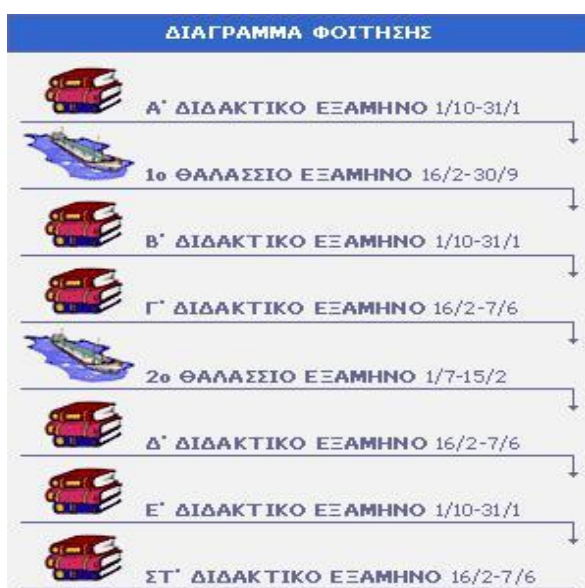 ΔΙΑΓΡΑΜΜΑ ΦΟΙΤΗΣΗΣ
Α' ΔΙΔΑΚΤΙΚΟ ΕΞΑΜΗΝΟ 1/10-31/1
1ο ΘΑΛΑΣΣΙΟ ΕΞΑΜΗΝΟ 16/2-30/9
Β' ΔΙΔΑΚΤΙΚΟ ΕΞΑΜΗΝΟ 1/10-31/1
Γ' ΔΙΔΑΚΤΙΚΟ ΕΞΑΜΗΝΟ 16/2-7/6
2ο ΘΑΛΑΣΣΙΟ ΕΞΑΜΗΝΟ 1/7-15/2
Δ' ΔΙΔΑΚΤΙΚΟ ΕΞΑΜΗΝΟ 16/2-7/6
Ε' ΔΙΔΑΚΤΙΚΟ ΕΞΑΜΗΝΟ 1/10-31/1
ΣΤ' ΔΙΔΑΚΤΙΚΟ ΕΞΑΜΗΝΟ 16/2-7/6